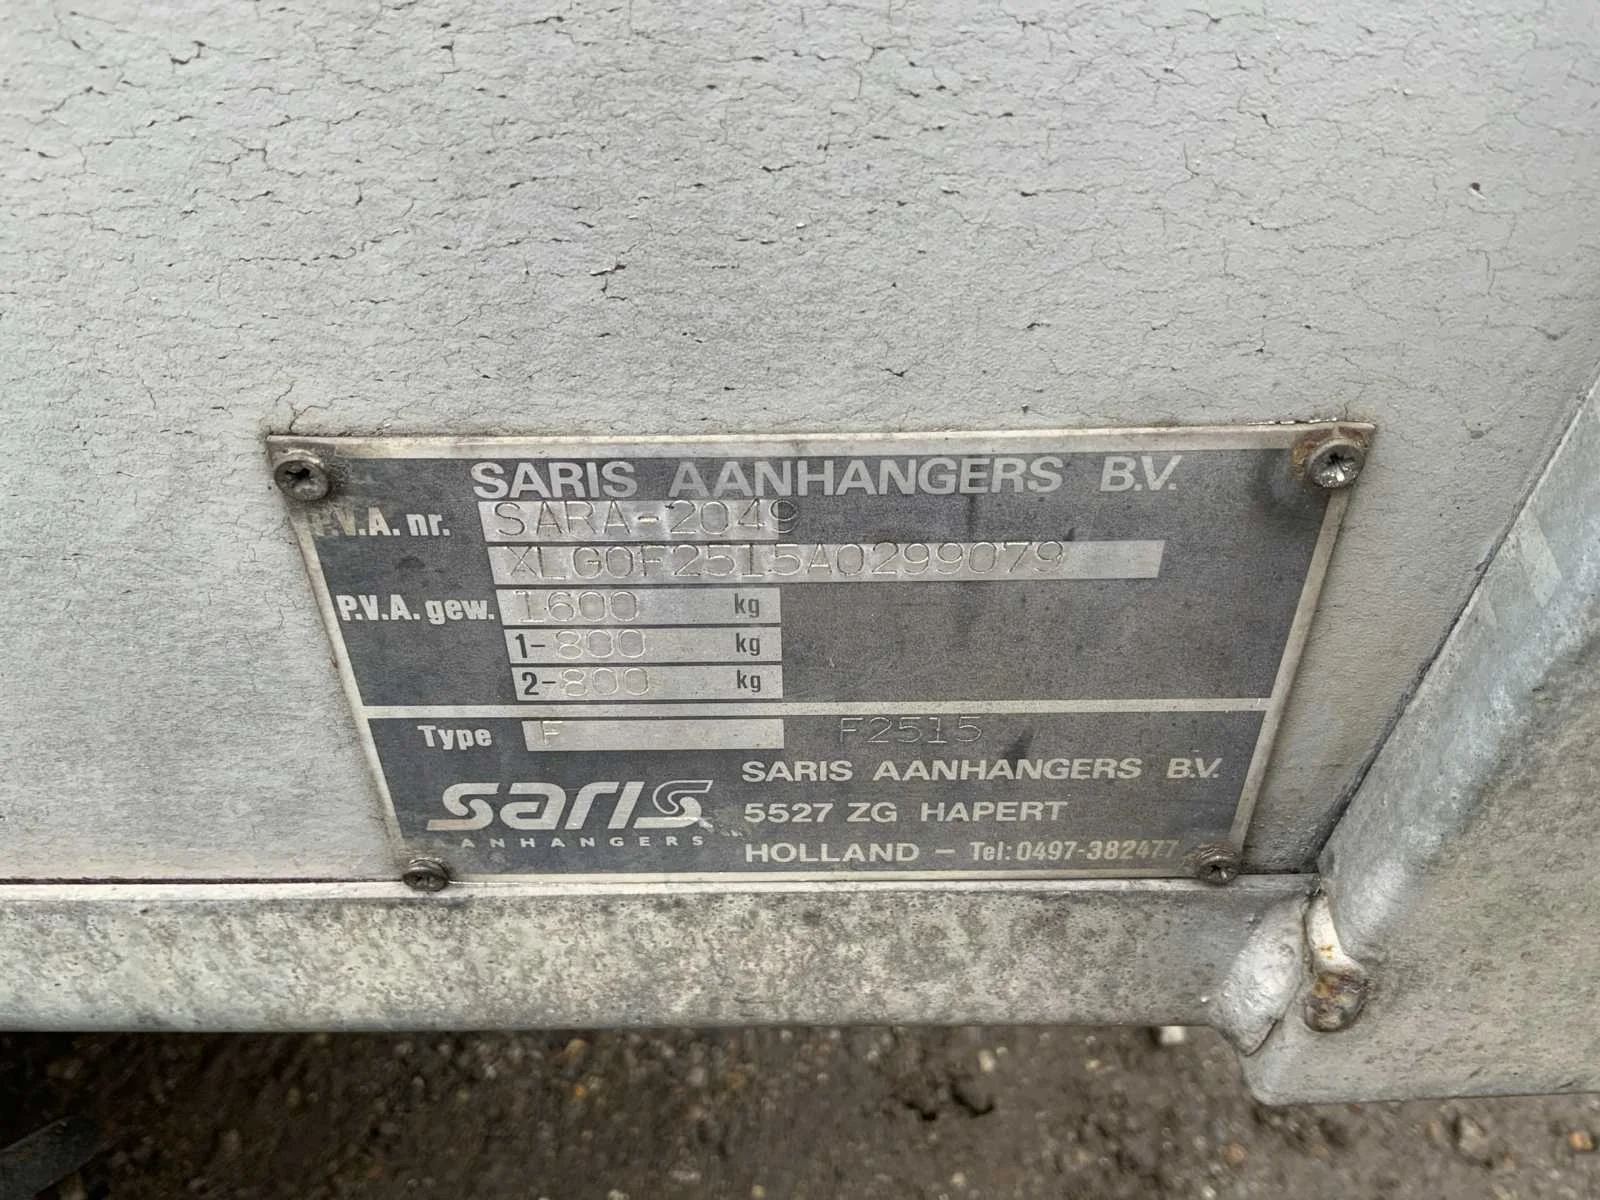 SARIS AANHANGERS B.V.
P.V.A. nr. SARA-2049
XLG0F2515A0299079
P.V.A. gew. 1600 kg
1-800 kg
2-800 kg
Type F F2515
saris
AANHANGERS
SARIS AANHANGERS B.V.
5527 ZG HAPERT
HOLLAND - Tel: 0497-382477